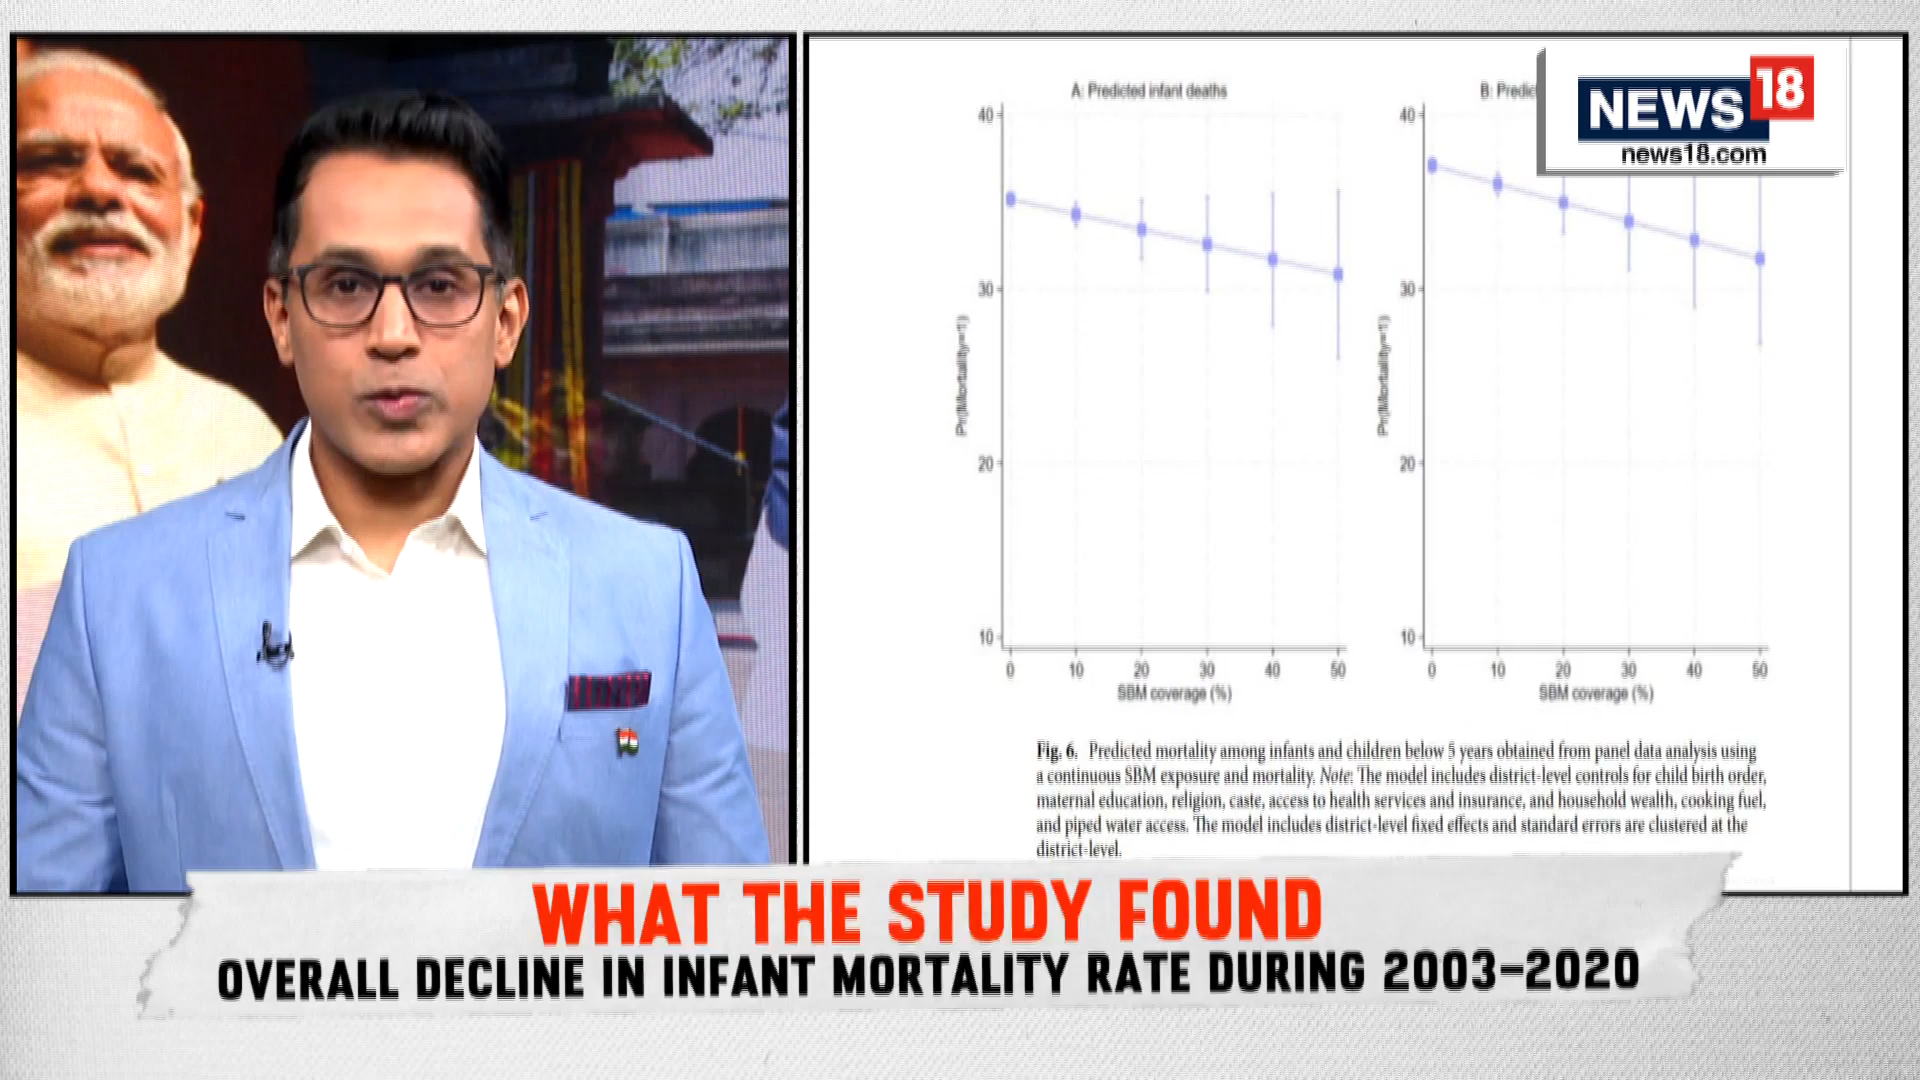 A: Predicted infant deaths
40
30
20
10
(Pr(Mortality=1))
0 10 20 30 40 50
SBM coverage (%)
B: Predic
40
30
20
10
(Pr(Mortality=1))
0 10 20 30 40 50
SBM coverage (%)
NEWS 18
news18.com
Fig. 6. Predicted mortality among infants and children below 5 years obtained from panel data analysis using
a continuous SBM exposure and mortality. Note: The model includes district-level controls for child birth order,
maternal education, religion, caste, access to health services and insurance, and household wealth, cooking fuel,
and piped water access. The model includes district-level fixed effects and standard errors are clustered at the
district-level.
WHAT THE STUDY FOUND
OVERALL DECLINE IN INFANT MORTALITY RATE DURING 2003-2020